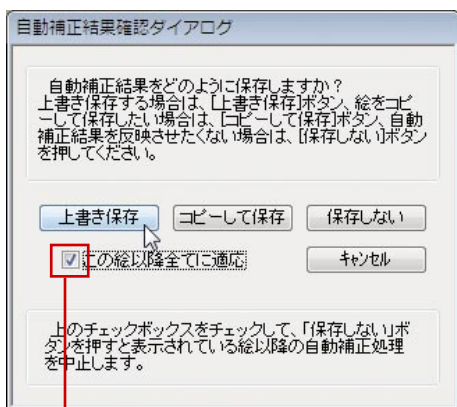 自動補正結果確認ダイアログ
自動補正結果をどのように保存しますか?
上書き保存する場合は、[上書き保存]ボタン、絵をコピ
ーして保存したい場合は、[コピーして保存]ボタン、自動
補正結果を反映させたくない場合は、[保存しない]ボタン
を押してください。
上書き保存 コピーして保存 保存しない
この絵以降全てに適応 キャンセル
上のチェックボックスをチェックして、「保存しない」ボ
タンを押すと表示されている絵以降の自動補正処理
を中止します。